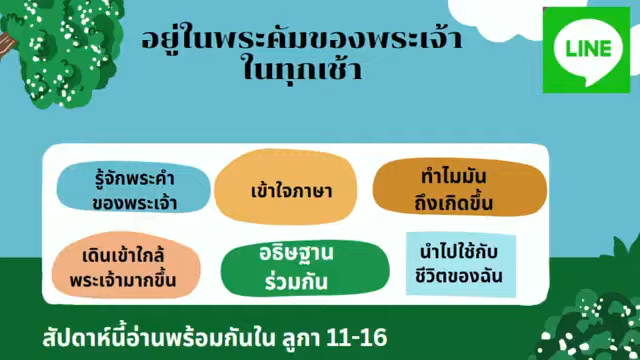 อยู่ในพระคัมของพระเจ้า
ในทุกเช้า
LINE
รู้จักพระคำ
ของพระเจ้า
เข้าใจภาษา
ทำไมมัน
ถึงเกิดขึ้น
เดินเข้าใกล้
พระเจ้ามากขึ้น
อธิษฐาน
ร่วมกัน
นำไปใช้กับ
ชีวิตของฉัน
สัปดาห์นี้อ่านพร้อมกันใน ลูกา 11-16